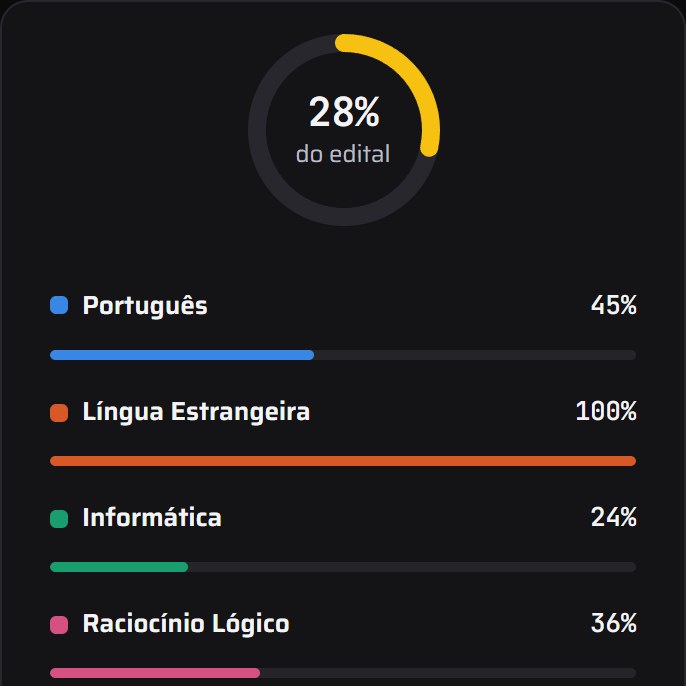 28%
do edital
Português 45%
Língua Estrangeira 100%
Informática 24%
Raciocínio Lógico 36%